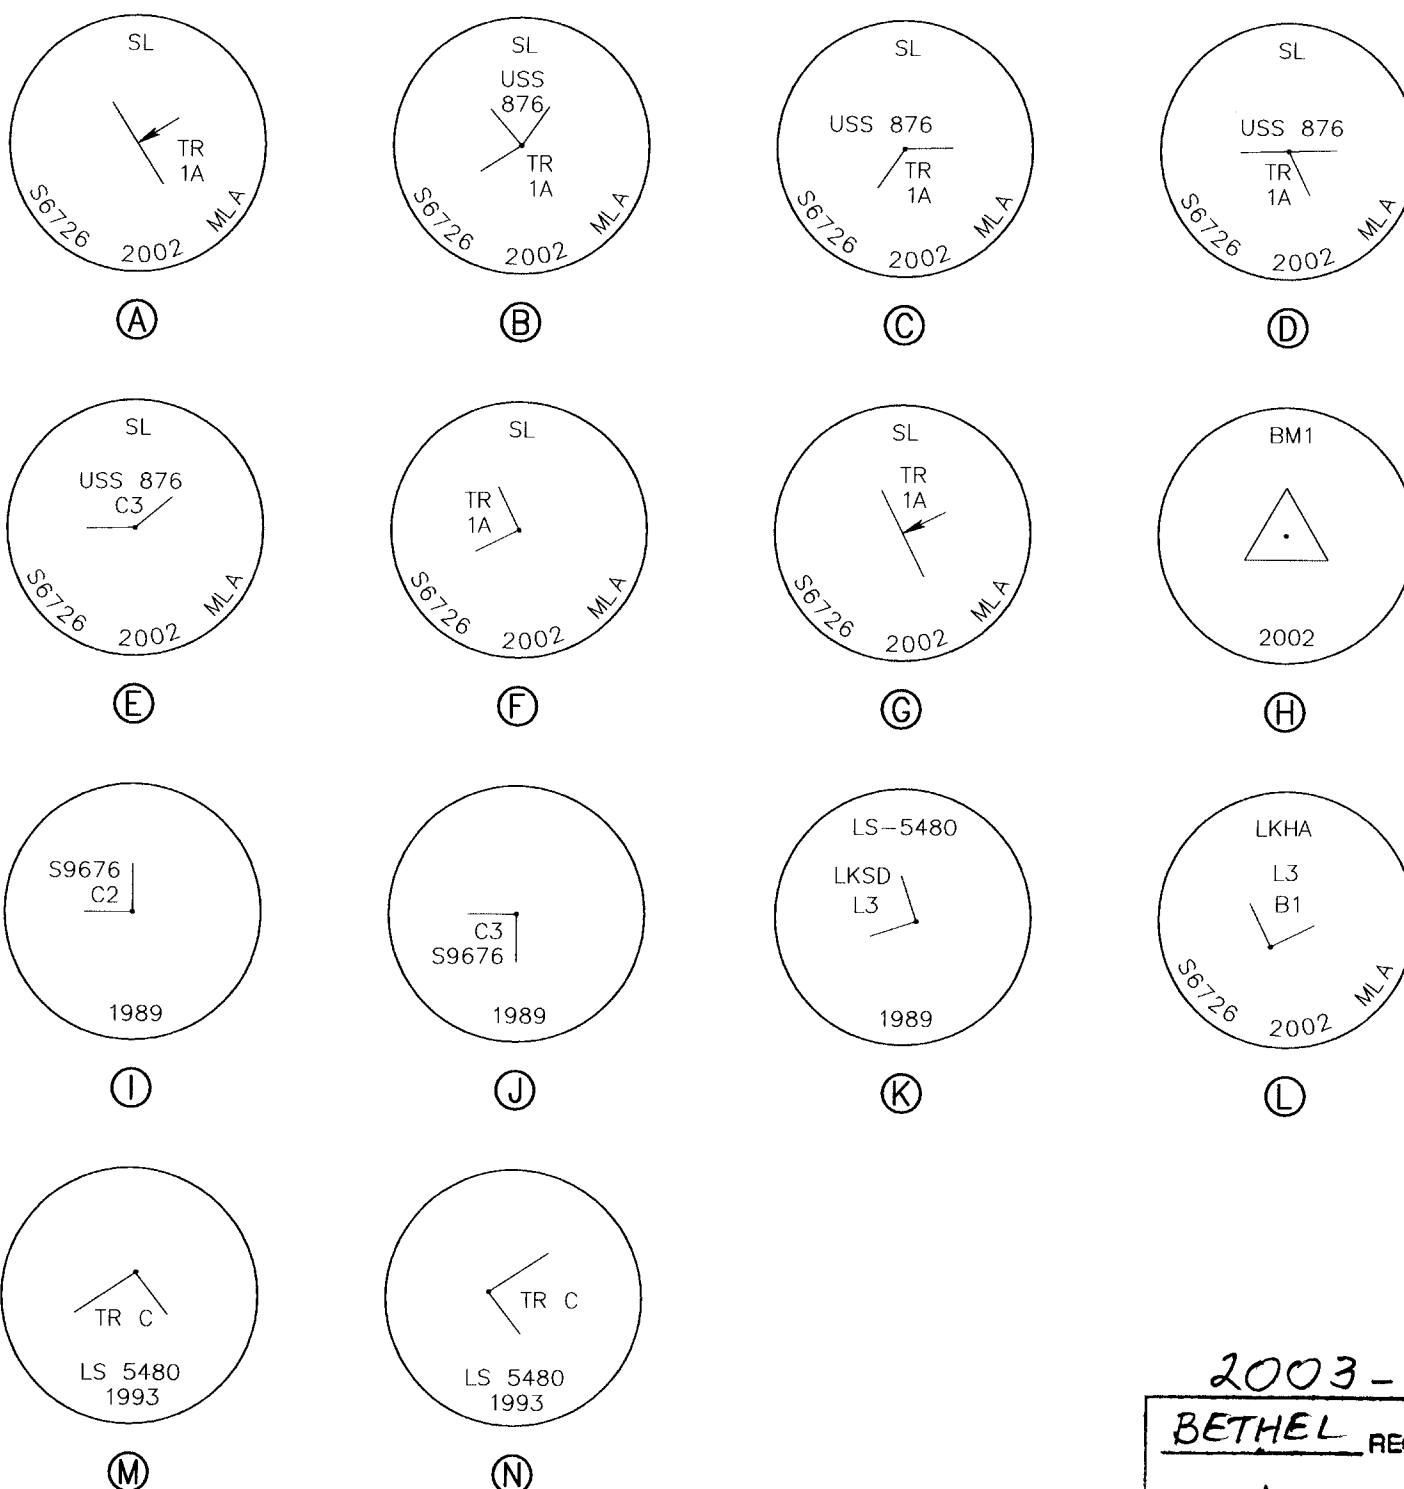 SL
TR
1A
S6726 2002 MLA
A
SL
USS
876
TR
1A
S6726 2002 MLA
B
SL
USS 876
TR
1A
S6726 2002 MLA
C
SL
USS 876
TR
1A
S6726 2002 MLA
D
SL
USS 876
C3
S6726 2002 MLA
E
SL
TR
1A
S6726 2002 MLA
F
SL
TR
1A
S6726 2002 MLA
G
BM1
2002
H
S9676
C2
1989
I
C3
S9676
1989
J
LS-5480
LKSD
L3
1989
K
LKHA
L3
B1
S6726 2002 MLA
L
TR C
LS 5480
1993
M
TR C
LS 5480
1993
N
2003-
BETHEL